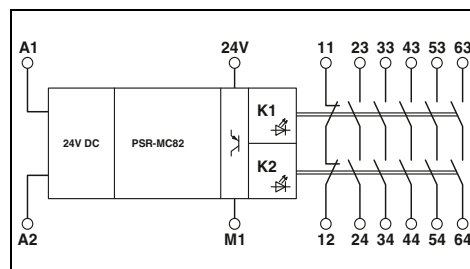 A1 24V 11 23 33 43 53 63
K1
24V DC PSR-MC82
K2
A2 M1 12 24 34 44 54 64